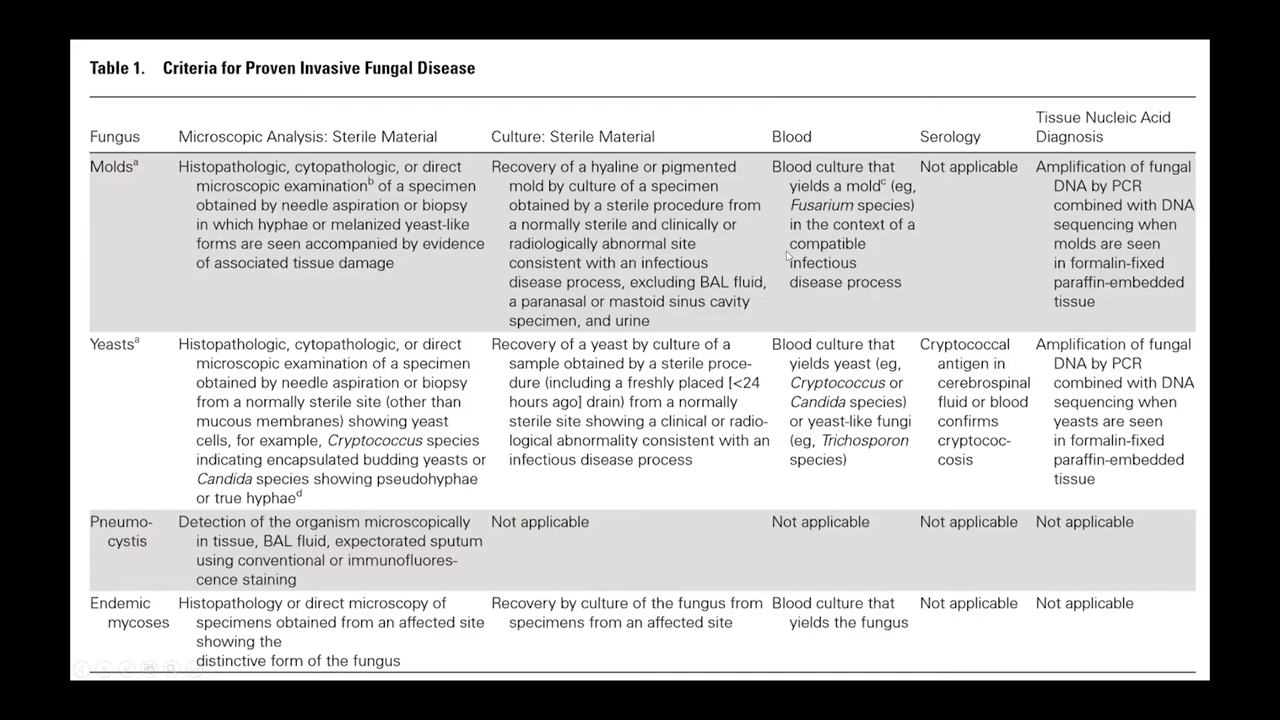 Table 1. Criteria for Proven Invasive Fungal Disease
Fungus
Microscopic Analysis: Sterile Material
Culture: Sterile Material
Blood
Serology
Tissue Nucleic Acid
Diagnosis
Moldsa
Histopathologic, cytopathologic, or direct
microscopic examinationb of a specimen
obtained by needle aspiration or biopsy
in which hyphae or melanized yeast-like
forms are seen accompanied by evidence
of associated tissue damage
Recovery of a hyaline or pigmented
mold by culture of a specimen
obtained by a sterile procedure from
a normally sterile and clinically or
radiologically abnormal site
consistent with an infectious
disease process, excluding BAL fluid,
a paranasal or mastoid sinus cavity
specimen, and urine
Blood culture that
yields a moldc (eg,
Fusarium species)
in the context of a
compatible
infectious
disease process
Not applicable
Amplification of fungal
DNA by PCR
combined with DNA
sequencing when
molds are seen
in formalin-fixed
paraffin-embedded
tissue
Yeastsa
Histopathologic, cytopathologic, or direct
microscopic examination of a specimen
obtained by needle aspiration or biopsy
from a normally sterile site (other than
mucous membranes) showing yeast
cells, for example, Cryptococcus species
indicating encapsulated budding yeasts or
Candida species showing pseudohyphae
or true hyphaed
Recovery of a yeast by culture of a
sample obtained by a sterile proce-
dure (including a freshly placed [<24
hours ago] drain) from a normally
sterile site showing a clinical or radio-
logical abnormality consistent with an
infectious disease process
Blood culture that
yields yeast (eg,
Cryptococcus or
Candida species)
or yeast-like fungi
(eg, Trichosporon
species)
Cryptococcal
antigen in
cerebrospinal
fluid or blood
confirms
cryptococ-
cosis
Amplification of fungal
DNA by PCR
combined with DNA
sequencing when
yeasts are seen
in formalin-fixed
paraffin-embedded
tissue
Pneumo-
cystis
Detection of the organism microscopically
in tissue, BAL fluid, expectorated sputum
using conventional or immunofluores-
cence staining
Not applicable
Not applicable
Not applicable
Not applicable
Endemic
mycoses
Histopathology or direct microscopy of
specimens obtained from an affected site
showing the
distinctive form of the fungus
Recovery by culture of the fungus from
specimens from an affected site
Blood culture that
yields the fungus
Not applicable
Not applicable